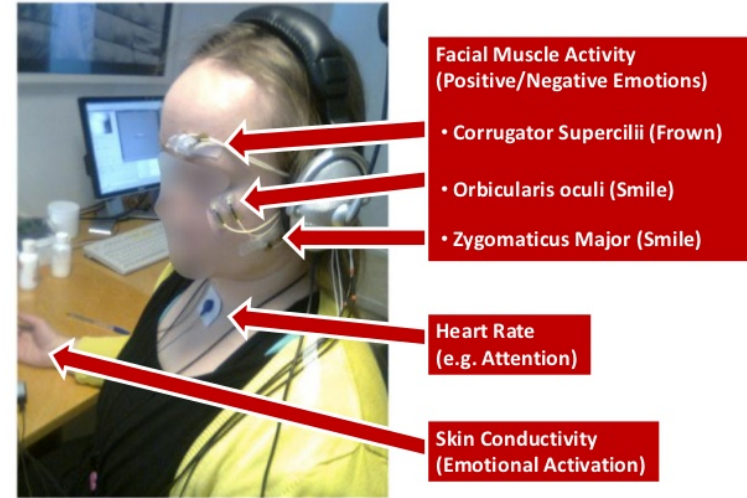 Facial Muscle Activity
(Positive/Negative Emotions)
• Corrugator Supercilii (Frown)
• Orbicularis oculi (Smile)
• Zygomaticus Major (Smile)
Heart Rate
(e.g. Attention)
Skin Conductivity
(Emotional Activation)